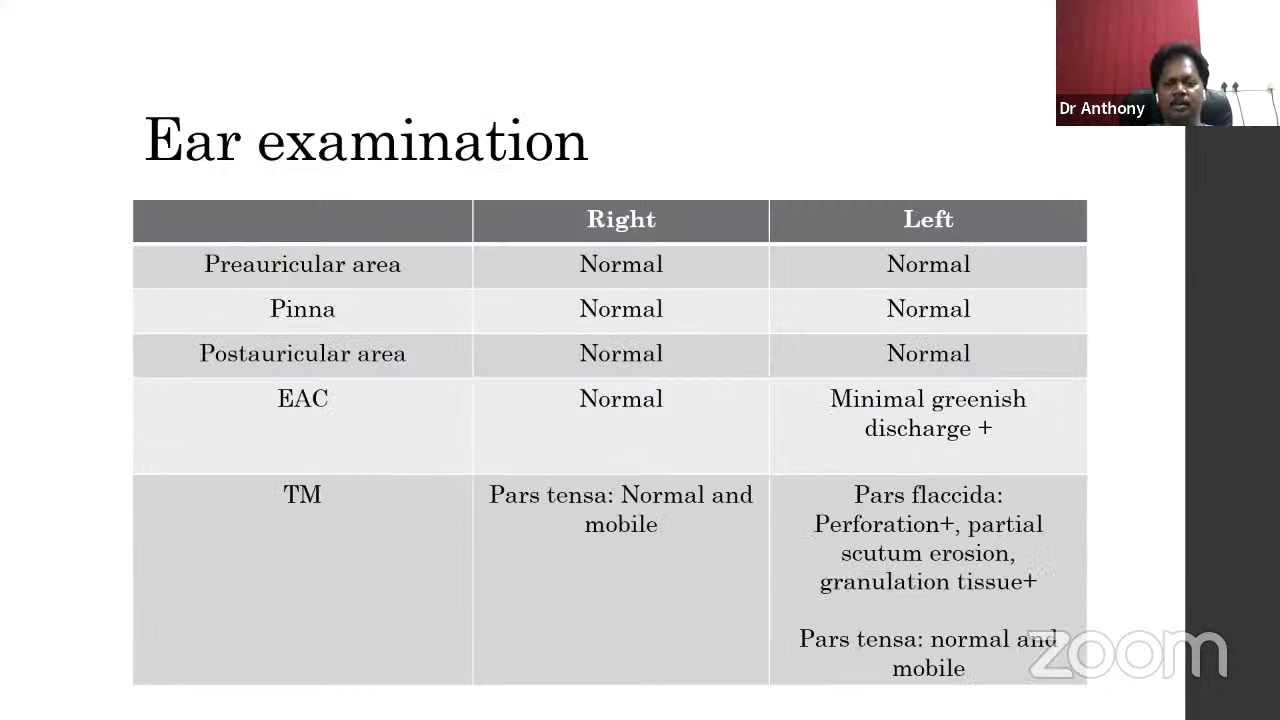 Dr Anthony
Ear examination
Right Left
Preauricular area Normal Normal
Pinna Normal Normal
Postauricular area Normal Normal
EAC Normal Minimal greenish
discharge +
TM Pars tensa: Normal and Pars flaccida:
mobile Perforation+, partial
scutum erosion,
granulation tissue+
Pars tensa: normal and
mobile
zoom